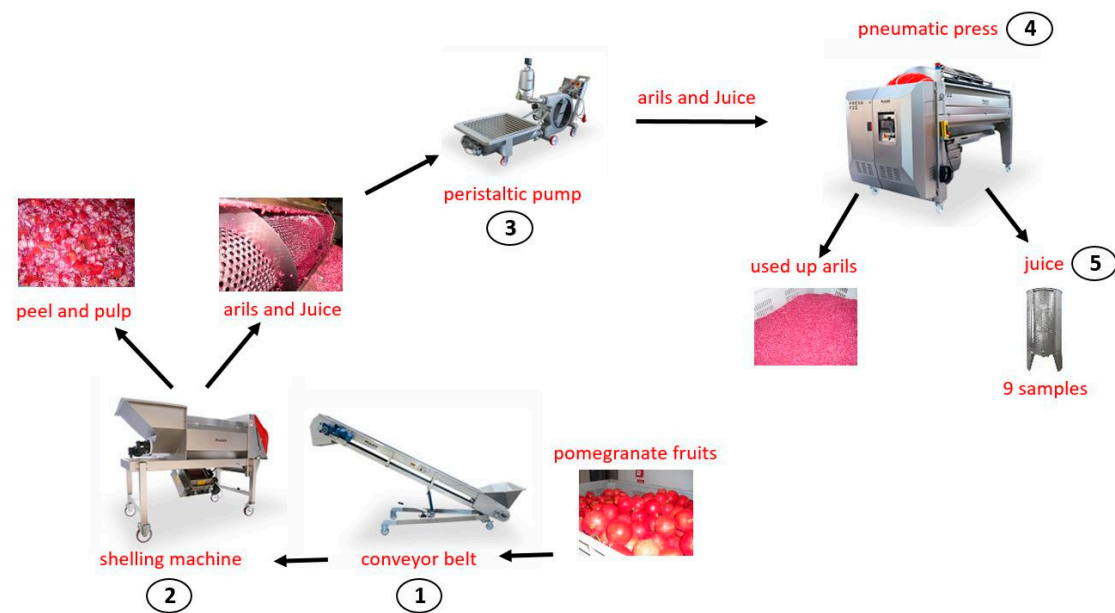 pneumatic press 4
arils and Juice
peristaltic pump
3
used up arils
juice 5
peel and pulp
arils and Juice
9 samples
pomegranate fruits
shelling machine
conveyor belt
2
1